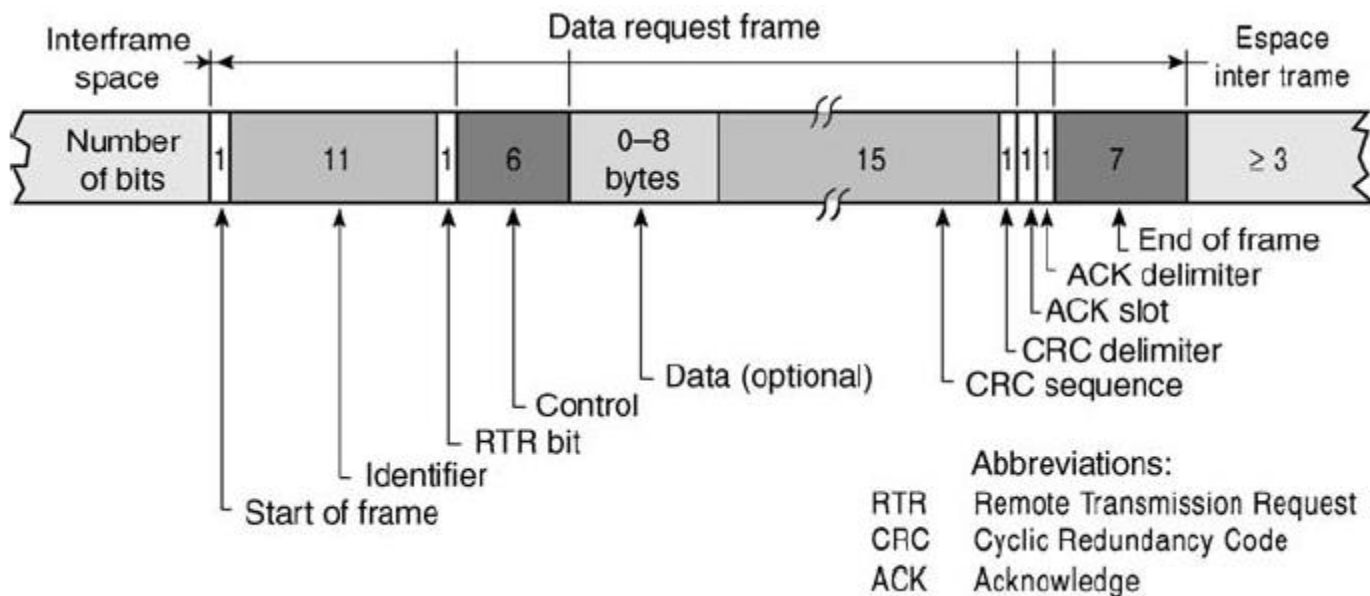 Interframe
space
Data request frame
Espace
inter trame
Number
of bits
1
11
1
6
0–8
bytes
15
1
1
1
7
≥ 3
End of frame
ACK delimiter
ACK slot
CRC delimiter
CRC sequence
Data (optional)
Control
RTR bit
Identifier
Start of frame
Abbreviations:
RTR Remote Transmission Request
CRC Cyclic Redundancy Code
ACK Acknowledge